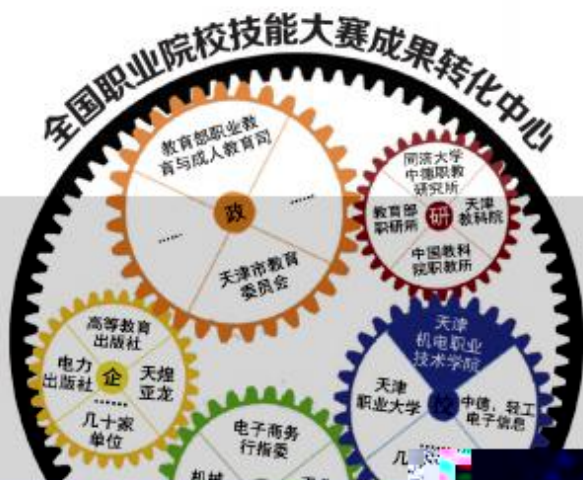 全国职业院校技能大赛成果转化中心
教育部职业教
育与成人教育司
......
政
......
天津市教育
委员会
同济大学
中德职教
研究所
教育部
职研所
研
天津
教科院
中国教科
院职教所
高等教育
出版社
电力
出版社
企
天煌
亚龙
......
几十家
单位
天津
机电职业
技术学院
天津
职业大学
校
中德、轻工
电子信息
......
电子商务
行指委
机械